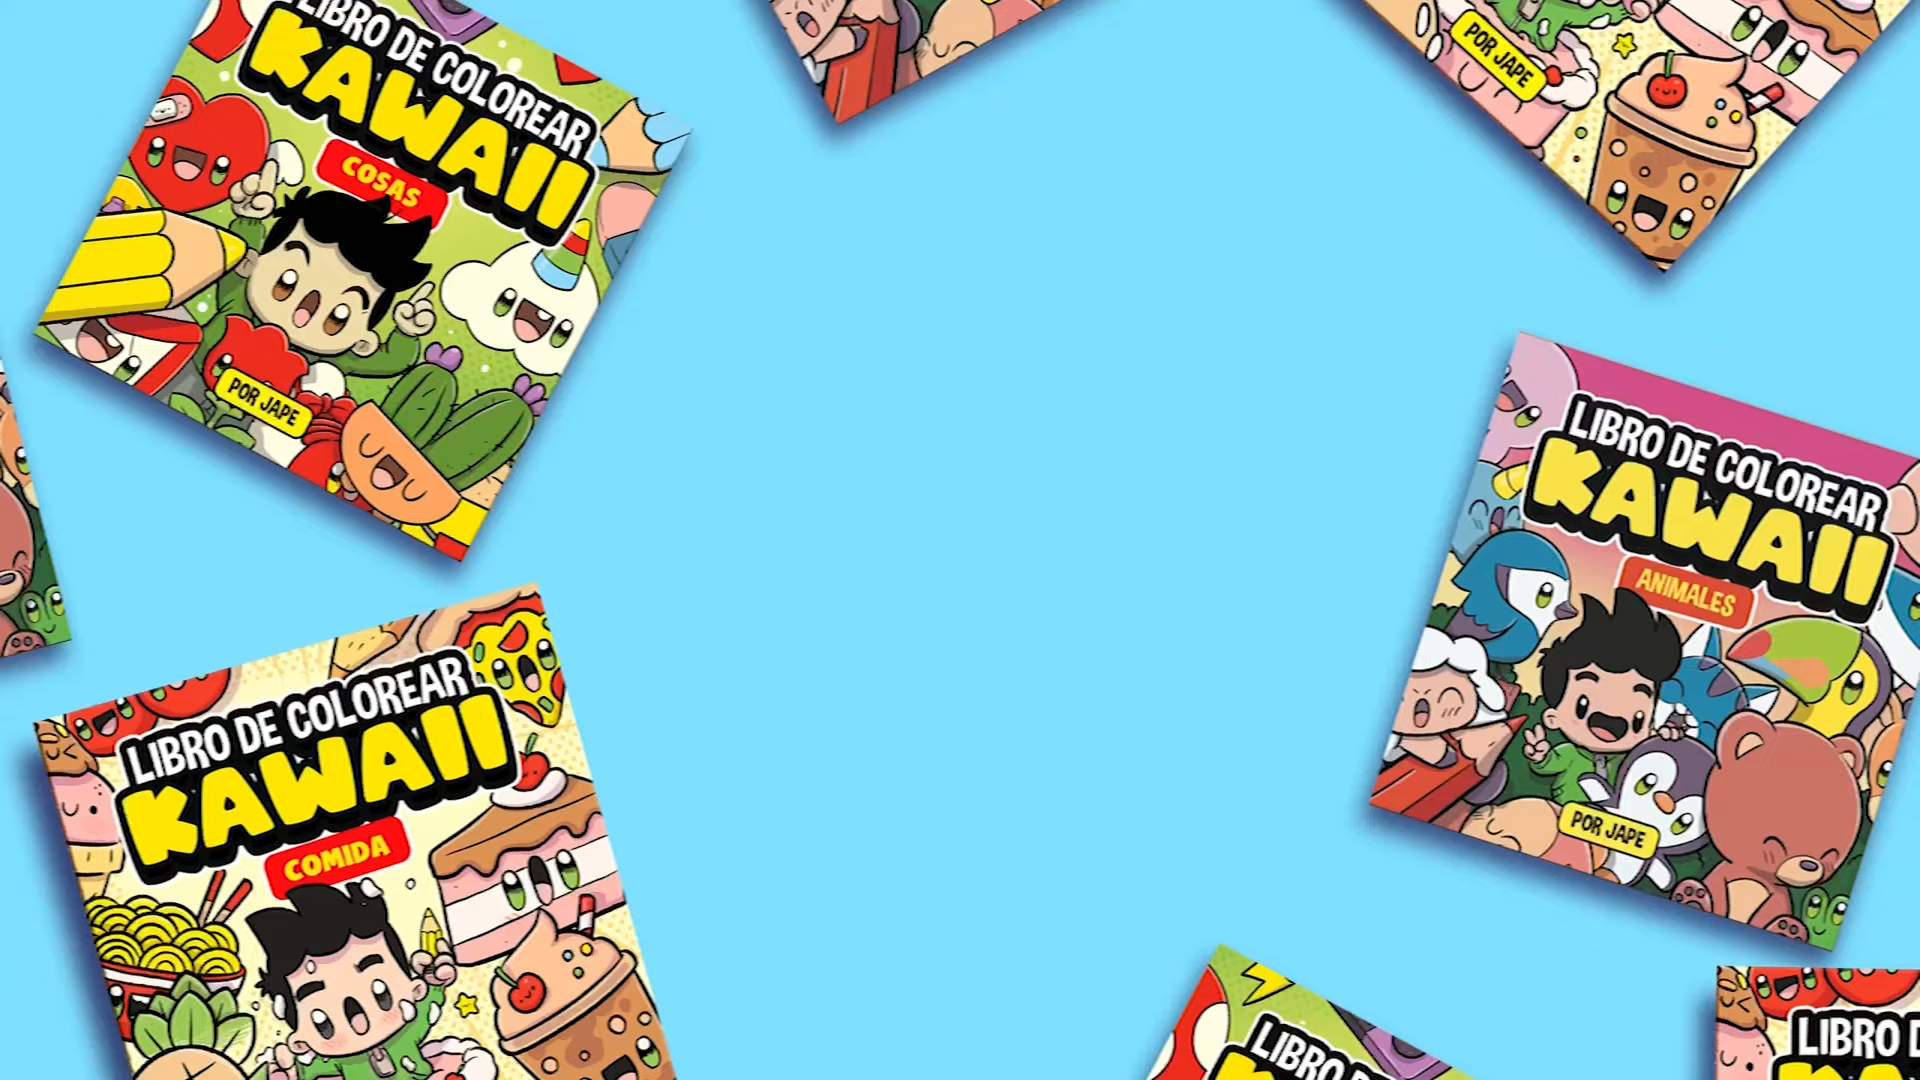 LIBRO DE COLOREAR
KAWAII
COSAS
POR JAPE
POR JAPE
LIBRO DE COLOREAR
KAWAII
ANIMALES
POR JAPE
LIBRO DE COLOREAR
KAWAII
COMIDA
LIBRO
LIBRO